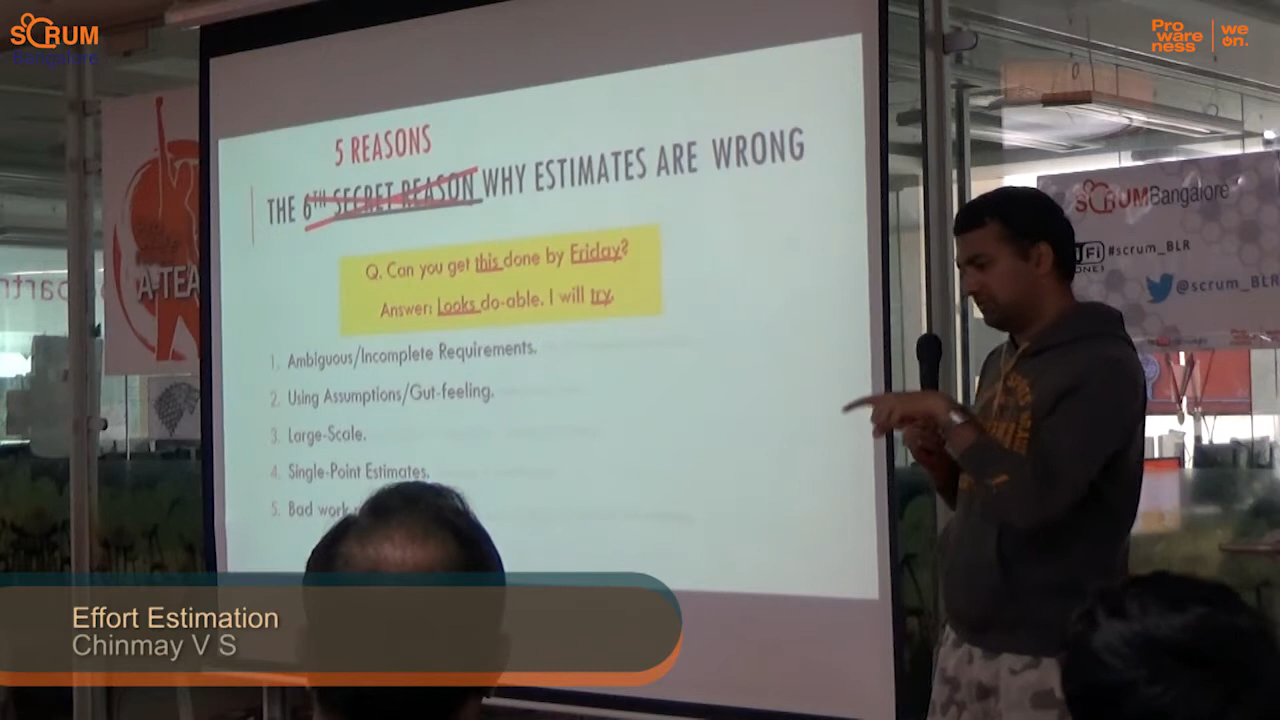 SCRUM
Bangalore
Pro
ware
ness
we
on.
5 REASONS
THE 6TH SECRET REASON WHY ESTIMATES ARE WRONG
Q. Can you get this done by Friday?
Answer: Looks do-able. I will try.
1. Ambiguous/Incomplete Requirements.
2. Using Assumptions/Gut-feeling.
3. Large-Scale.
4. Single-Point Estimates.
5. Bad work
A-TEA
SCRUMBangalore
#scrum_BLR
@scrum_BLR
Effort Estimation
Chinmay V S